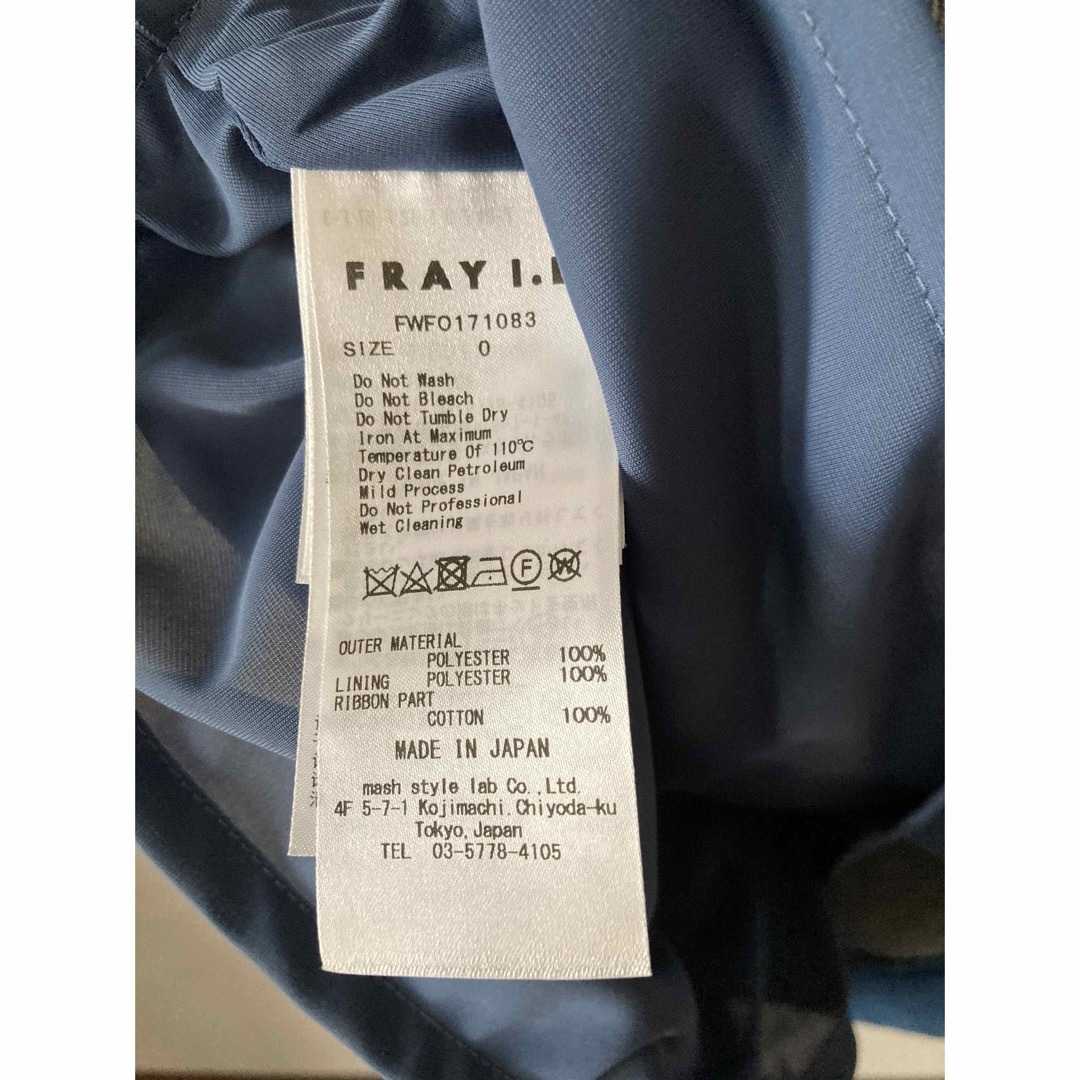 FRAY I.
FWFO171083
SIZE 0
Do Not Wash
Do Not Bleach
Do Not Tumble Dry
Iron At Maximum
Temperature Of 110℃
Dry Clean Petroleum
Mild Process
Do Not Professional
Wet Cleaning
F W
OUTER MATERIAL
POLYESTER 100%
LINING POLYESTER 100%
RIBBON PART
COTTON 100%
MADE IN JAPAN
mash style lab Co.,Ltd.
4F 5-7-1 Kojimachi.Chiyoda-ku
Tokyo,Japan
TEL 03-5778-4105